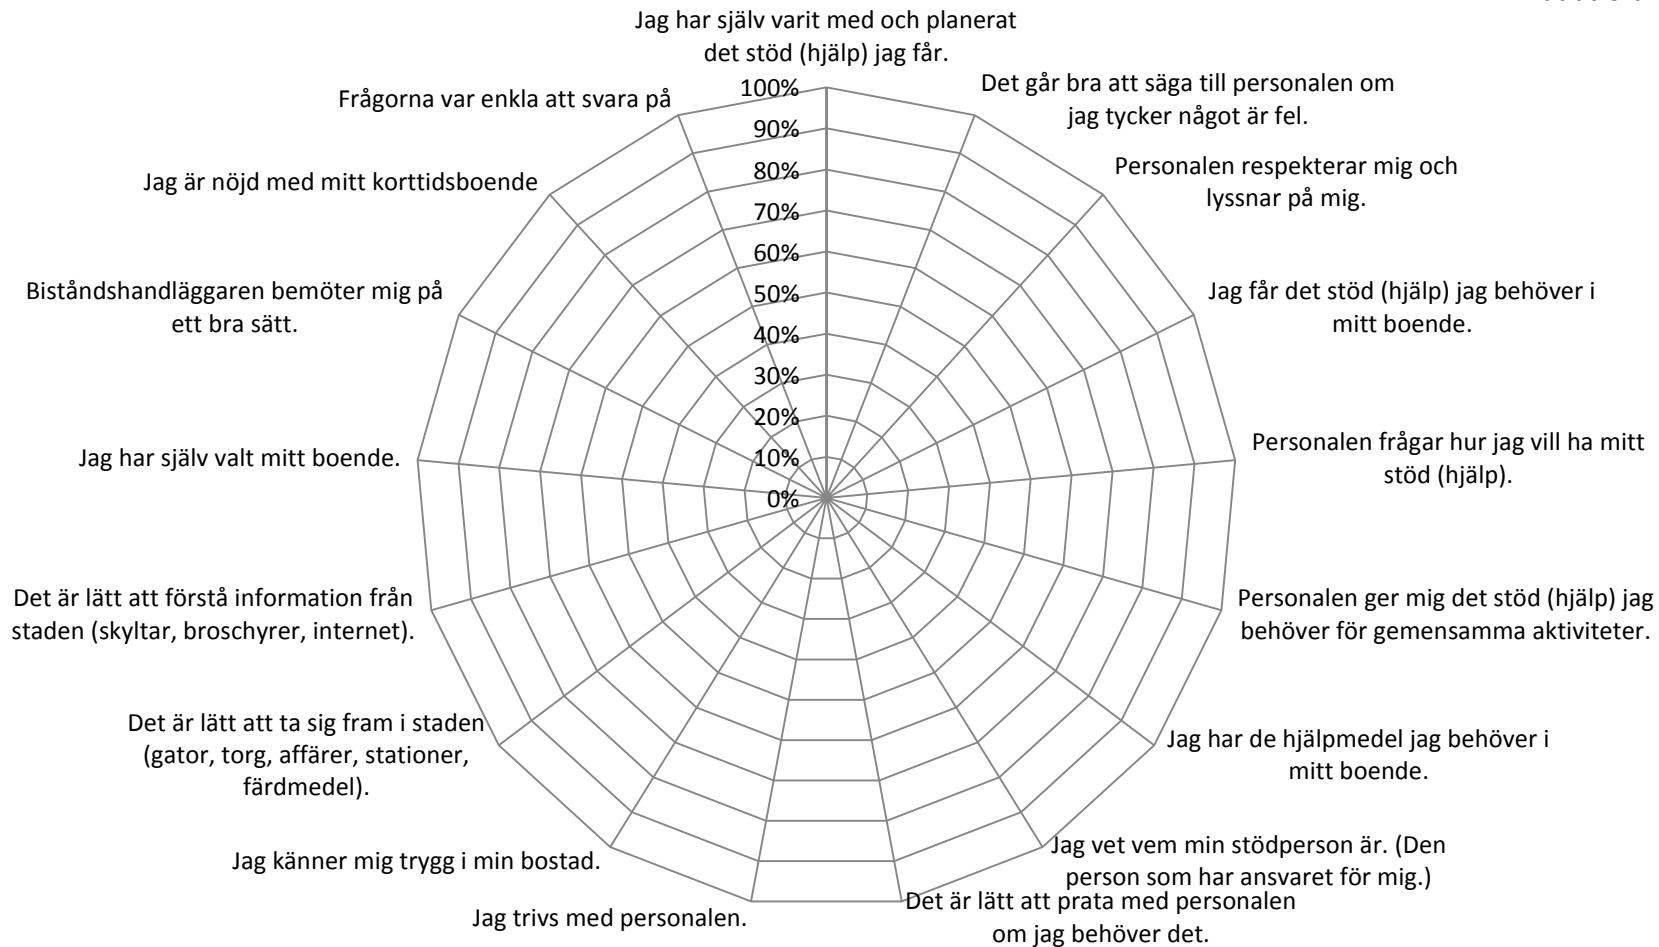 Jag har själv varit med och planerat
det stöd (hjälp) jag får.
Det går bra att säga till personalen om
jag tycker något är fel.
Personalen respekterar mig och
lyssnar på mig.
Jag får det stöd (hjälp) jag behöver i
mitt boende.
Personalen frågar hur jag vill ha mitt
stöd (hjälp).
Personalen ger mig det stöd (hjälp) jag
behöver för gemensamma aktiviteter.
Jag har de hjälpmedel jag behöver i
mitt boende.
Jag vet vem min stödperson är. (Den
person som har ansvaret för mig.)
Det är lätt att prata med personalen
om jag behöver det.
Jag trivs med personalen.
Jag känner mig trygg i min bostad.
Det är lätt att ta sig fram i staden
(gator, torg, affärer, stationer,
färdmedel).
Det är lätt att förstå information från
staden (skyltar, broschyrer, internet).
Jag har själv valt mitt boende.
Biståndshandläggaren bemöter mig på
ett bra sätt.
Jag är nöjd med mitt korttidsboende
Frågorna var enkla att svara på
100%
90%
80%
70%
60%
50%
40%
30%
20%
10%
0%